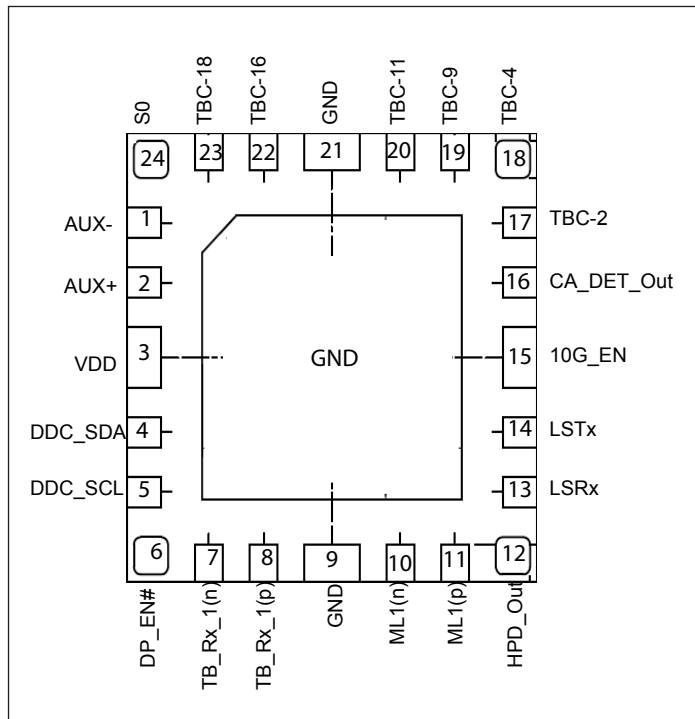 S0
TBC-18
TBC-16
GND
TBC-11
TBC-9
TBC-4
24
23
22
21
20
19
18
AUX- 1
17 TBC-2
AUX+ 2
16 CA_DET_Out
VDD 3
GND
15 10G_EN
DDC_SDA 4
14 LSTx
DDC_SCL 5
13 LSRx
6
7
8
9
10
11
12
DP_EN#
TB_Rx_1(n)
TB_Rx_1(p)
GND
ML1(n)
ML1(p)
HPD_Out